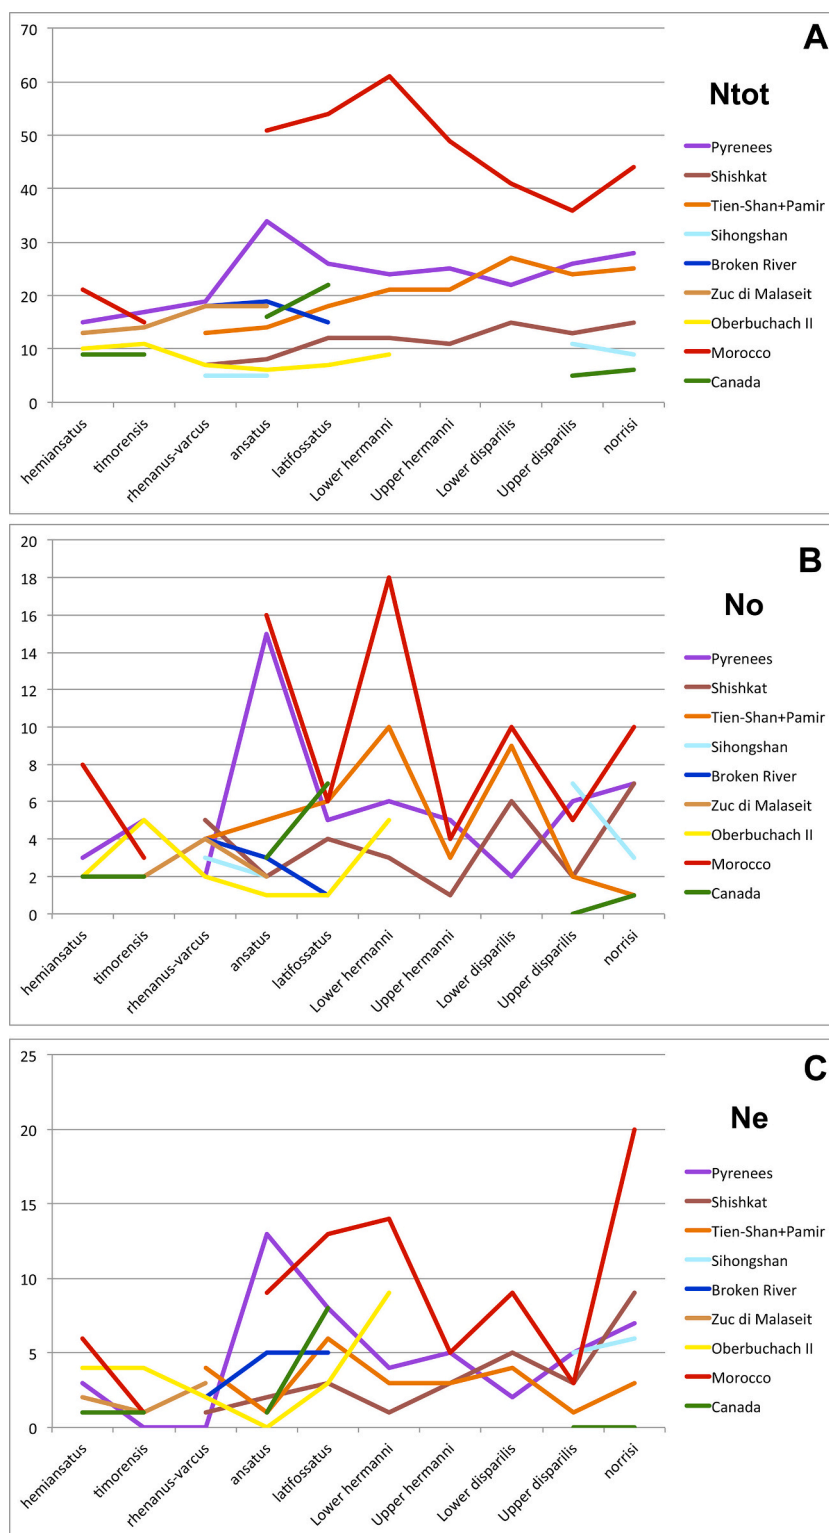 A
Ntot
70
60
50
40
30
20
10
0
Pyrenees
Shishkat
Tien-Shan+Pamir
Sihongshan
Broken River
Zuc di Malaseit
Oberbuchach II
Morocco
Canada
hemiansatus
timorensis
rhenanus-varcus
ansatus
latifossatus
Lower hermanni
Upper hermanni
Lower disparilis
Upper disparilis
norrisi
B
No
20
18
16
14
12
10
8
6
4
2
0
Pyrenees
Shishkat
Tien-Shan+Pamir
Sihongshan
Broken River
Zuc di Malaseit
Oberbuchach II
Morocco
Canada
hemiansatus
timorensis
rhenanus-varcus
ansatus
latifossatus
Lower hermanni
Upper hermanni
Lower disparilis
Upper disparilis
norrisi
C
Ne
25
20
15
10
5
0
Pyrenees
Shishkat
Tien-Shan+Pamir
Sihongshan
Broken River
Zuc di Malaseit
Oberbuchach II
Morocco
Canada
hemiansatus
timorensis
rhenanus-varcus
ansatus
latifossatus
Lower hermanni
Upper hermanni
Lower disparilis
Upper disparilis
norrisi